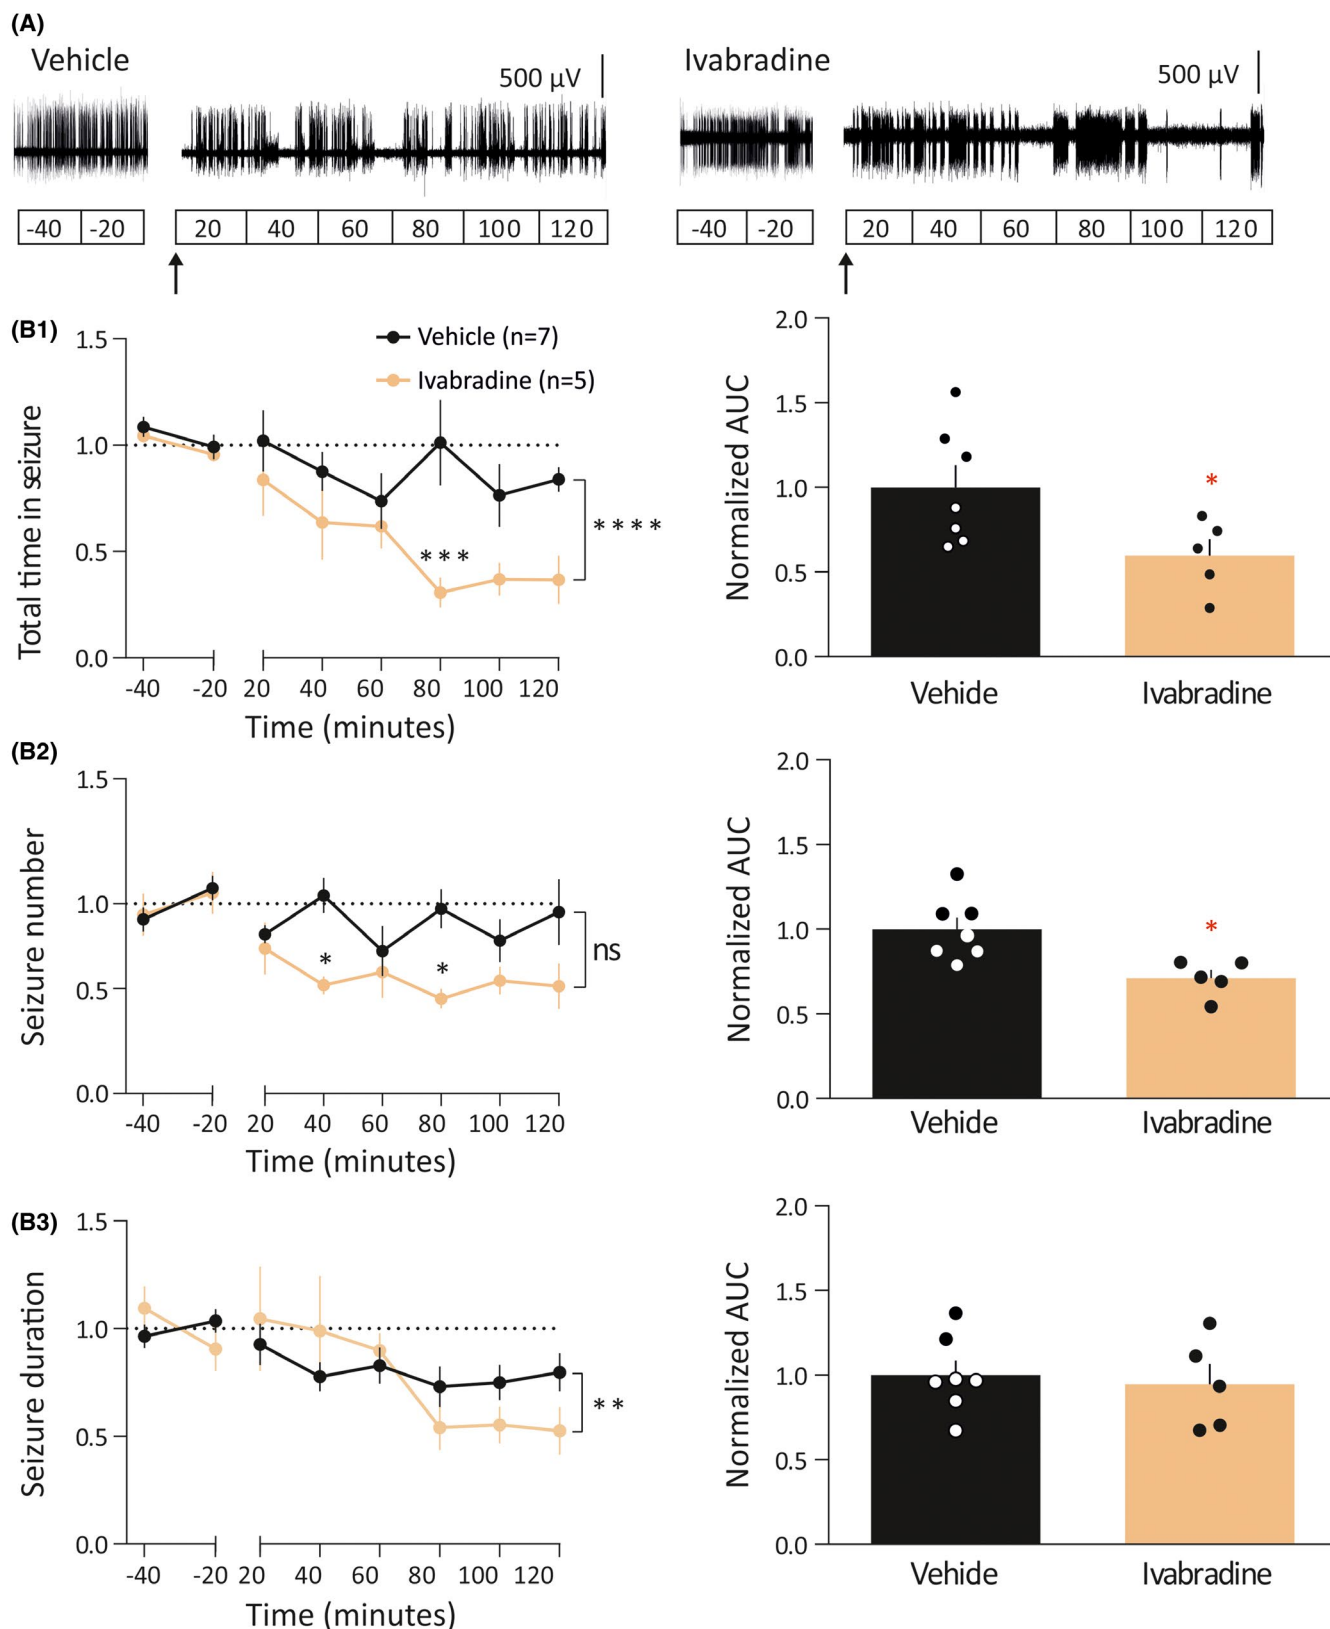 (A)
Vehicle
500 µV
Ivabradine
500 µV
-40 -20 20 40 60 80 100 120
-40 -20 20 40 60 80 100 120
(B1)
Total time in seizure
1.5
1.0
0.5
0.0
Vehicle (n=7)
Ivabradine (n=5)
***
****
-40 -20 20 40 60 80 100 120
Time (minutes)
Normalized AUC
2.0
1.5
1.0
0.5
0.0
*
Vehide Ivabradine
(B2)
Seizure number
1.5
1.0
0.5
0.0
*
*
ns
-40 -20 20 40 60 80 100 120
Time (minutes)
Normalized AUC
2.0
1.5
1.0
0.5
0.0
*
Vehide Ivabradine
(B3)
Seizure duration
1.5
1.0
0.5
0.0
**
-40 -20 20 40 60 80 100 120
Time (minutes)
Normalized AUC
2.0
1.5
1.0
0.5
0.0
Vehide Ivabradine